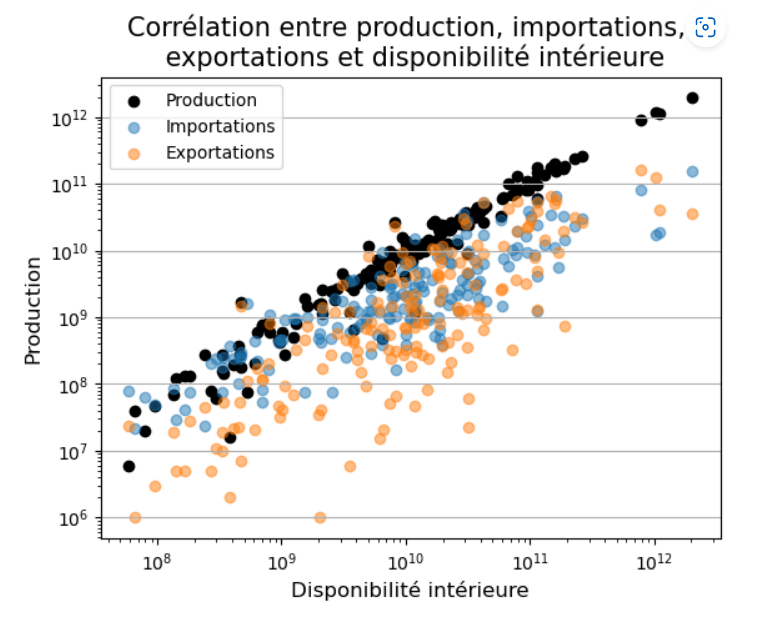 Corrélation entre production, importations,
exportations et disponibilité intérieure
Production
Importations
Exportations
Production
10¹²
10¹¹
10¹⁰
10⁹
10⁸
10⁷
10⁶
10⁸ 10⁹ 10¹⁰ 10¹¹ 10¹²
Disponibilité intérieure